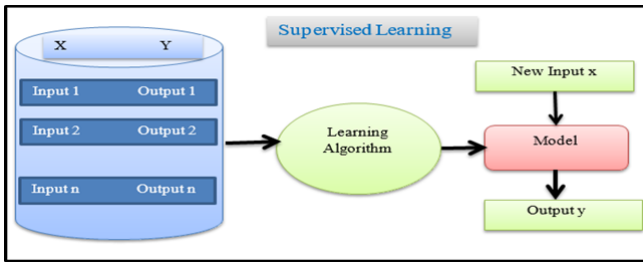 Supervised Learning
X Y
Input 1 Output 1
Input 2 Output 2
Input n Output n
Learning
Algorithm
New Input x
Model
Output y